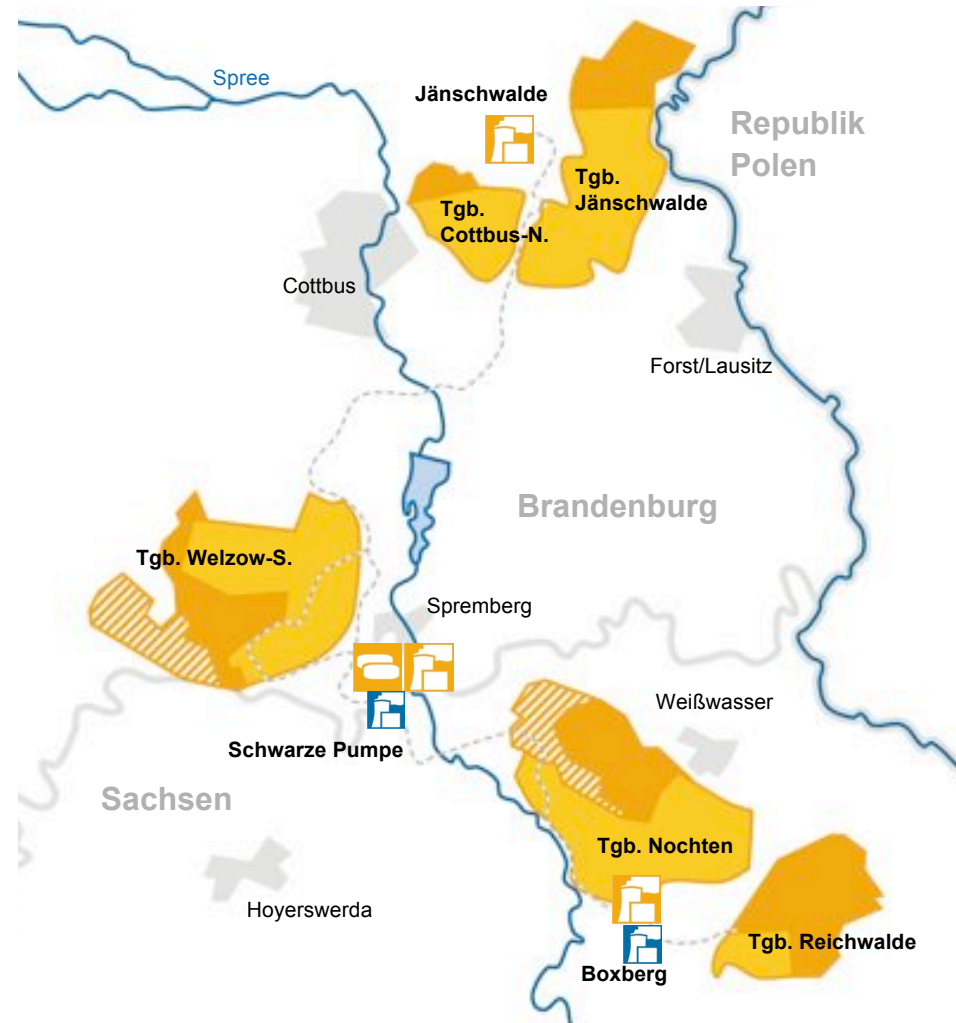 Spree
Jänschwalde
Republik
Polen
Tgb.
Jänschwalde
Tgb.
Cottbus-N.
Cottbus
Forst/Lausitz
Brandenburg
Tgb. Welzow-S.
Spremberg
Weißwasser
Schwarze Pumpe
Sachsen
Tgb. Nochten
Hoyerswerda
Tgb. Reichwalde
Boxberg